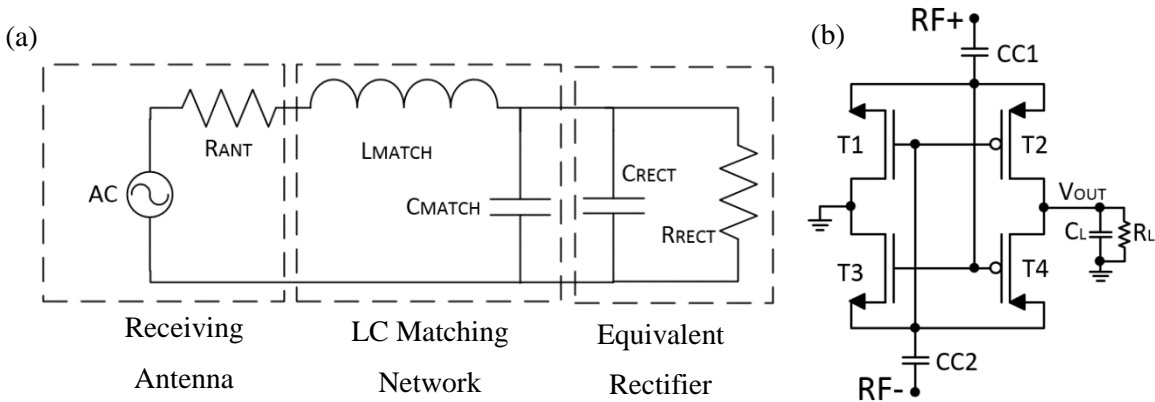 (a)
RANT
LMATCH
AC
CMATCH
CRECT
RRECT
Receiving
Antenna
LC Matching
Network
Equivalent
Rectifier
(b)
RF+
CC1
T1
T2
VOUT
CL
RL
T3
T4
CC2
RF-